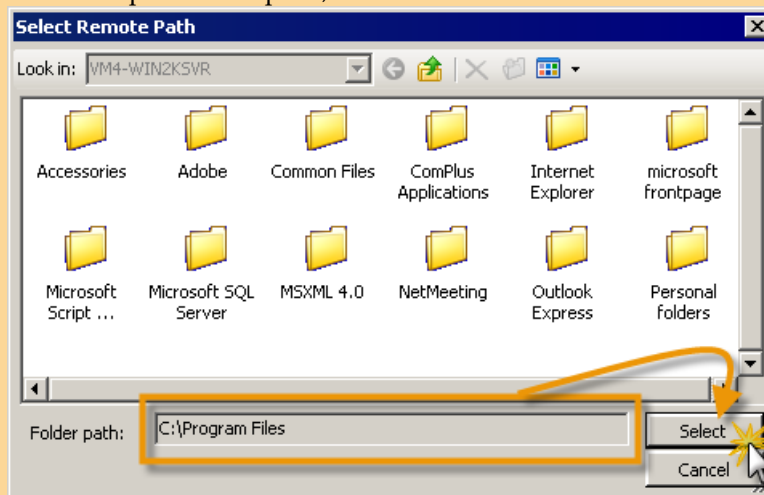 Select Remote Path
Look in: VM4-WIN2KSVR
Accessories
Adobe
Common Files
ComPlus
Applications
Internet
Explorer
microsoft
frontpage
Microsoft
Script ...
Microsoft SQL
Server
MSXML 4.0
NetMeeting
Outlook
Express
Personal
folders
Folder path: C:\Program Files
Select
Cancel